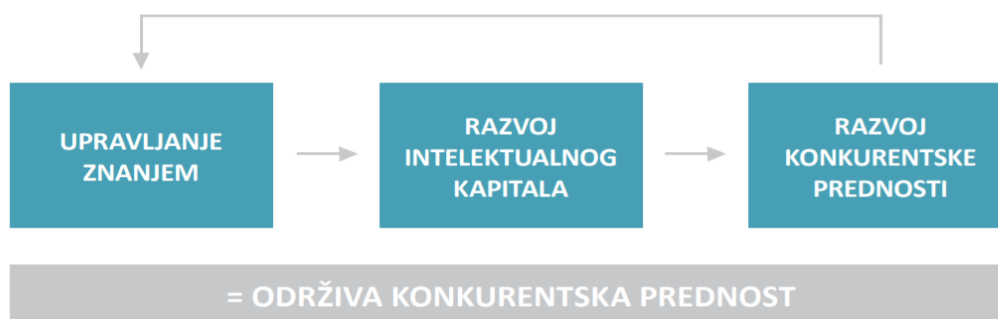 UPRAVLJANJE
ZNANJEM
RAZVOJ
INTELEKTUALNOG
KAPITALA
RAZVOJ
KONKURENTSKE
PREDNOSTI
= ODRŽIVA KONKURENTSKA PREDNOST